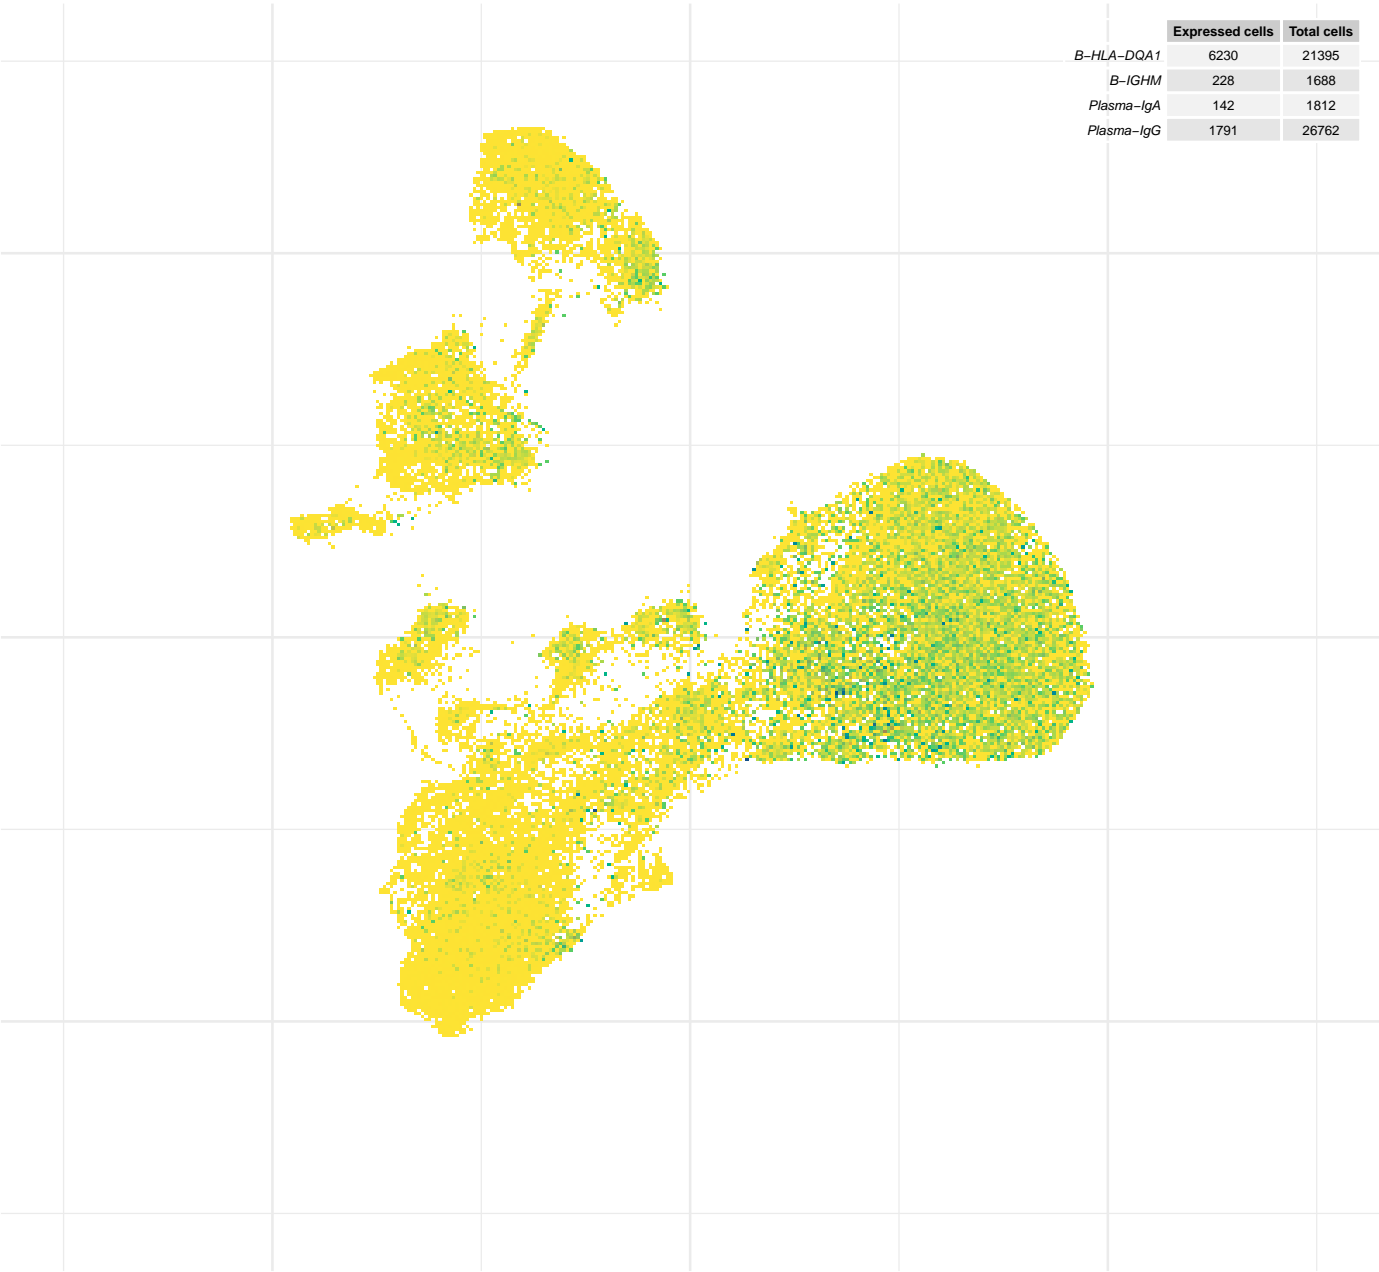 Expressed cells Total cells
B−HLA−DQA1 6230 21395
B−IGHM 228 1688
Plasma−IgA 142 1812
Plasma−IgG 1791 26762